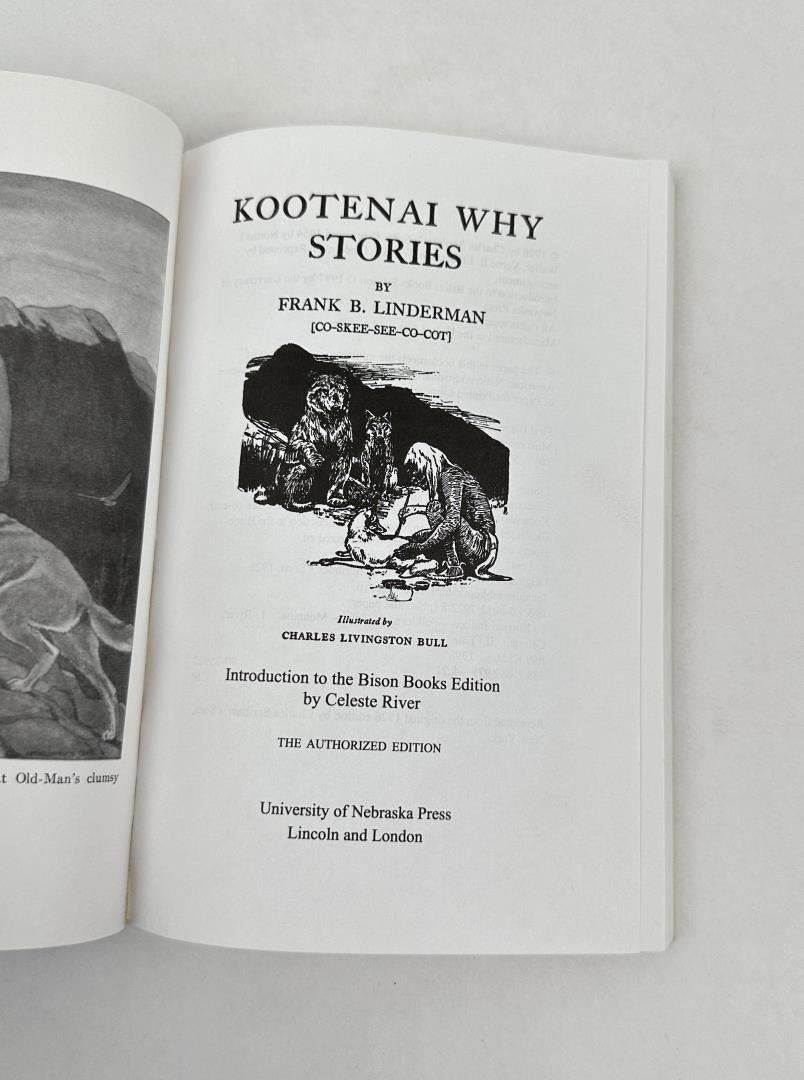 t Old-Man's clumsy
KOOTENAI WHY
STORIES
BY
FRANK B. LINDERMAN
[CO–SKEE–SEE–CO–COT]
Illustrated by
CHARLES LIVINGSTON BULL
Introduction to the Bison Books Edition
by Celeste River
THE AUTHORIZED EDITION
University of Nebraska Press
Lincoln and London